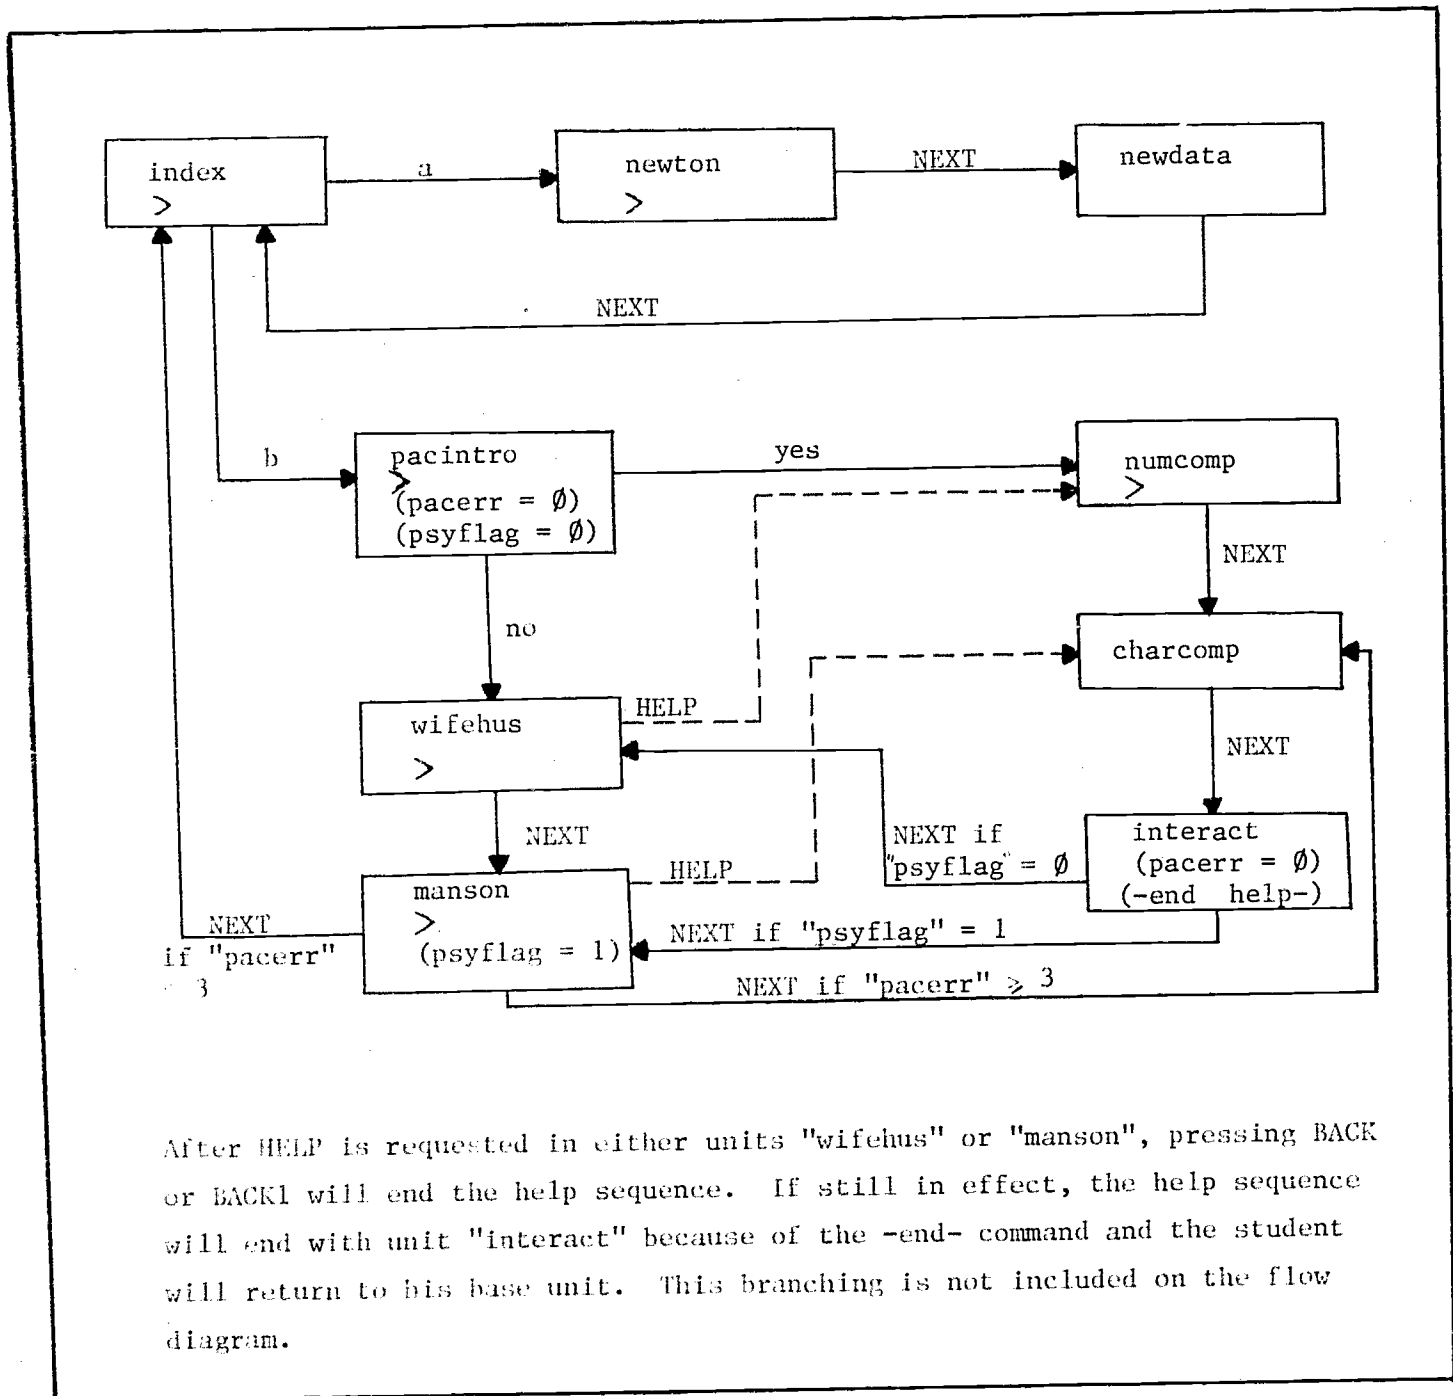 index
>
a
newton
>
NEXT
newdata
NEXT
b
pacintro
>
(pacerr = Ø)
(psyflag = Ø)
yes
numcomp
>
NEXT
no
charcomp
wifehus
>
HELP
NEXT
NEXT
interact
(pacerr = Ø)
(-end help-)
NEXT if
"psyflag" = Ø
manson
>
(psyflag = 1)
HELP
NEXT
if "pacerr"
3
NEXT if "psyflag" = 1
NEXT if "pacerr" ⩾ 3
After HELP is requested in either units "wifehus" or "manson", pressing BACK
or BACK1 will end the help sequence. If still in effect, the help sequence
will end with unit "interact" because of the -end- command and the student
will return to his base unit. This branching is not included on the flow
diagram.